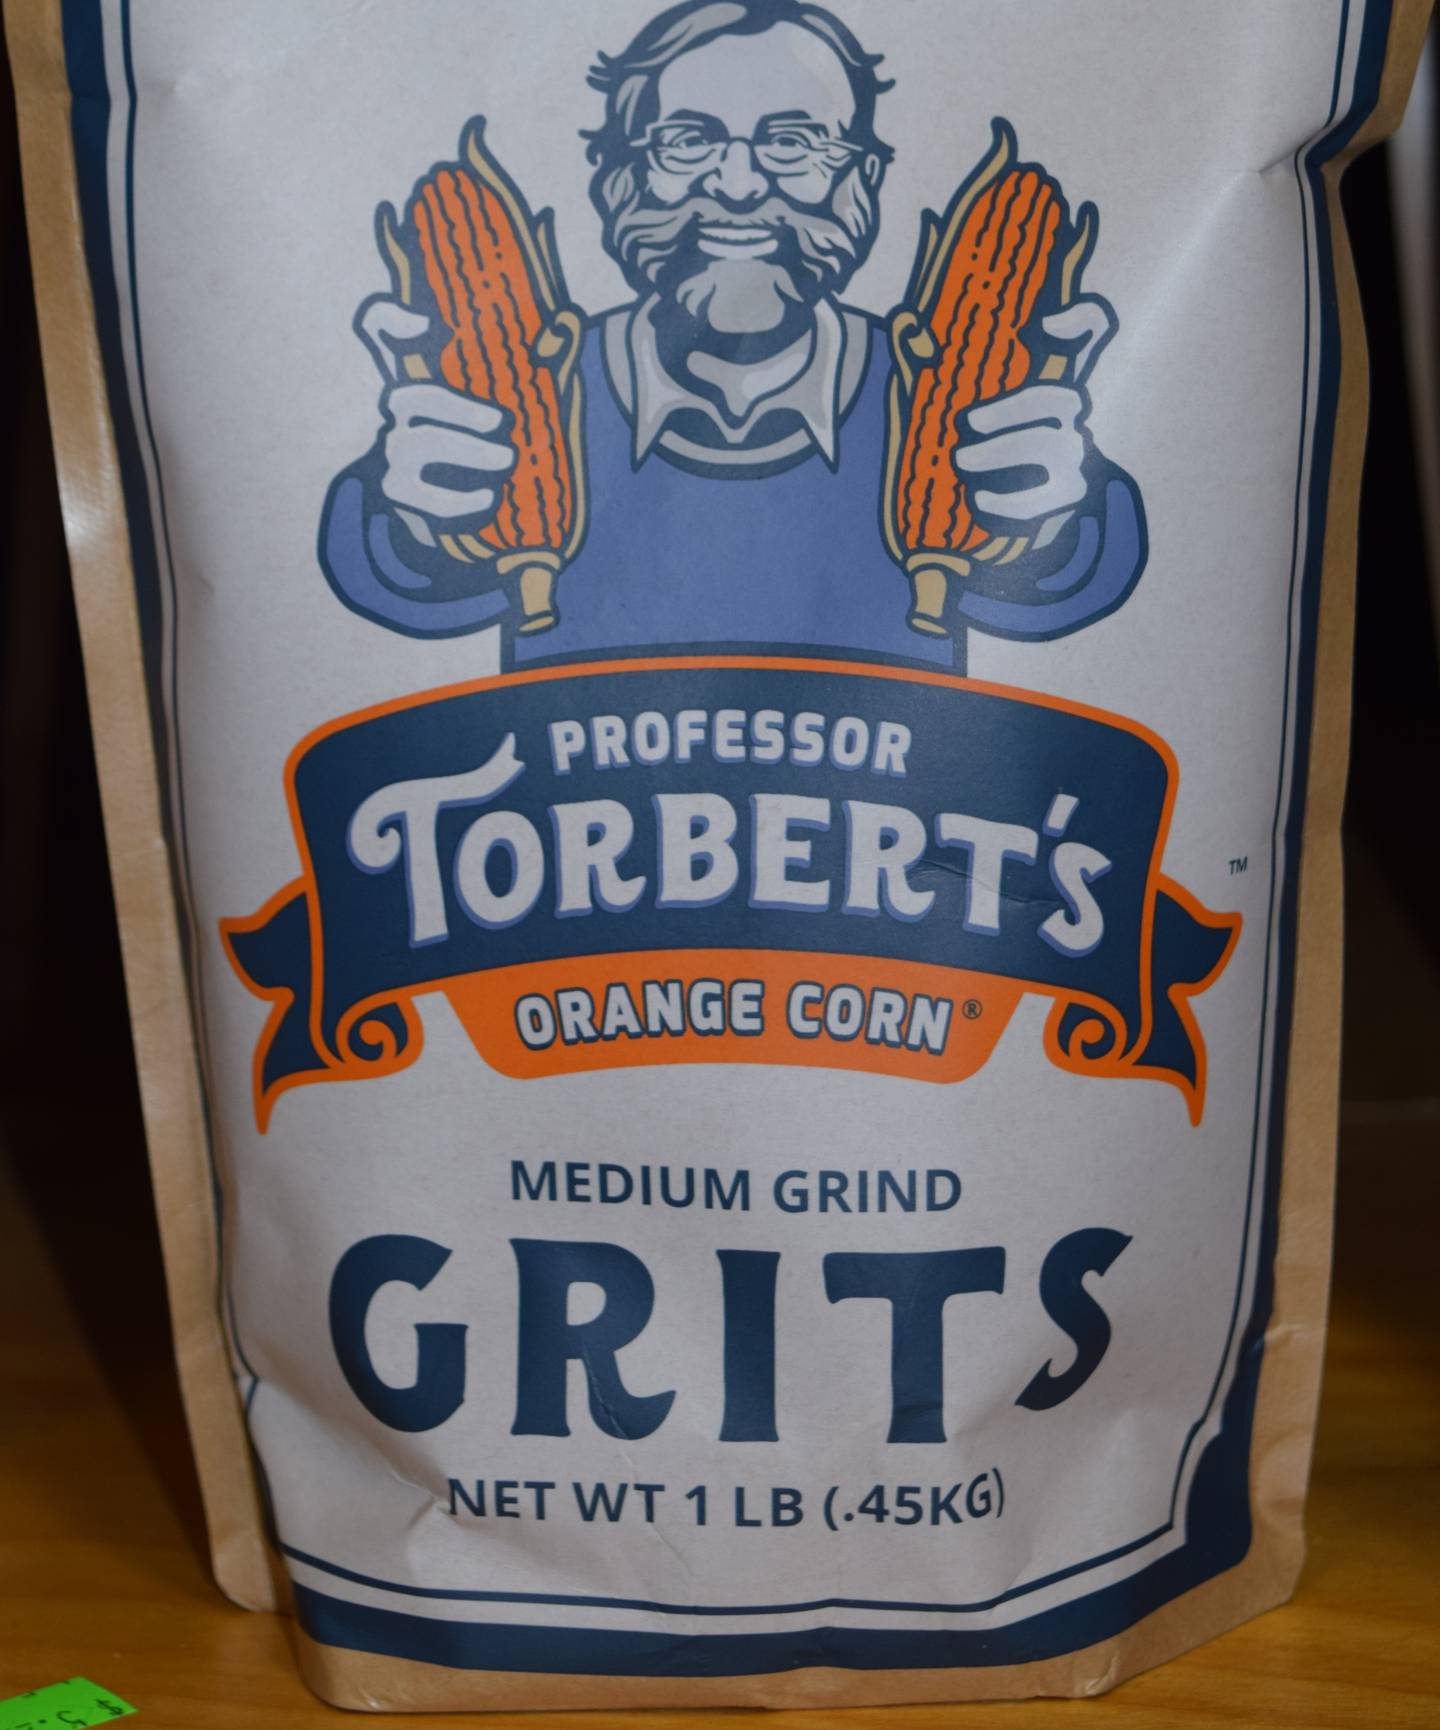 PROFESSOR
TORBERT'S
TM
ORANGE CORN®
MEDIUM GRIND
GRITS
NET WT 1 LB (.45KG)